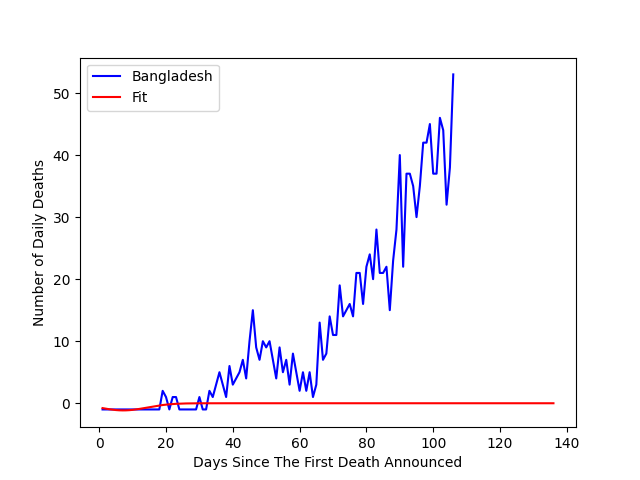 Bangladesh
Fit
50
40
30
20
10
0
Number of Daily Deaths
0 20 40 60 80 100 120 140
Days Since The First Death Announced